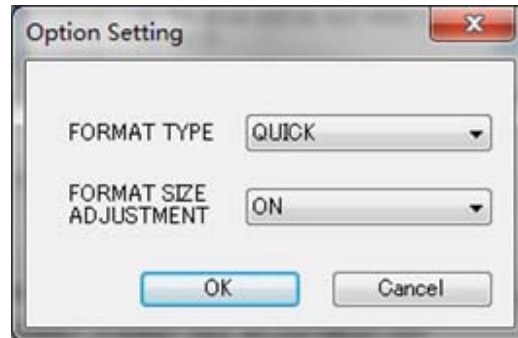 Option Setting
FORMAT TYPE QUICK
FORMAT SIZE
ADJUSTMENT ON
OK Cancel